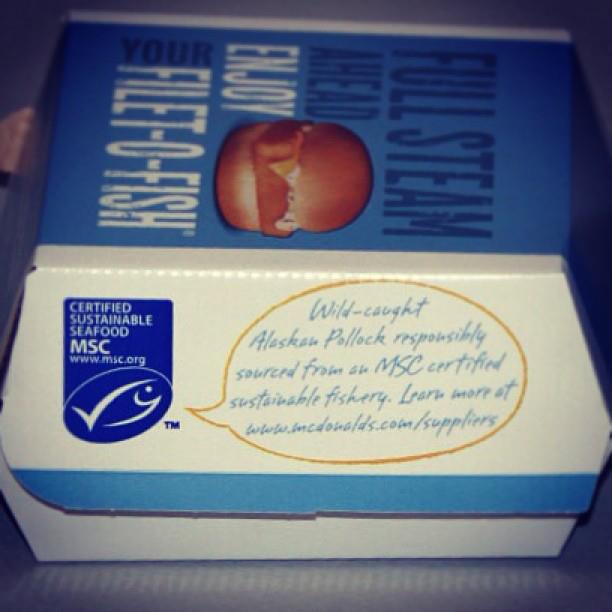 FULL STEAM
AHEAD
ENJOY
YOUR
FILET-O-FISH®
CERTIFIED
SUSTAINABLE
SEAFOOD
MSC
www.msc.org
TM
Wild-caught
Alaskan Pollock responsibly
sourced from an MSC certified
sustainable fishery. Learn more at
www.mcdonalds.com/suppliers